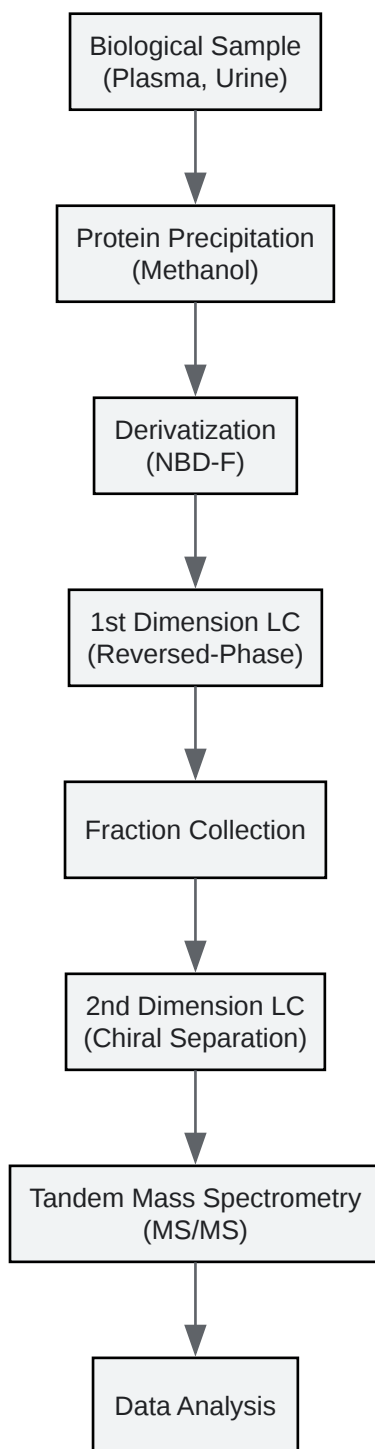 Biological Sample
(Plasma, Urine)
Protein Precipitation
(Methanol)
Derivatization
(NBD-F)
1st Dimension LC
(Reversed-Phase)
Fraction Collection
2nd Dimension LC
(Chiral Separation)
Tandem Mass Spectrometry
(MS/MS)
Data Analysis